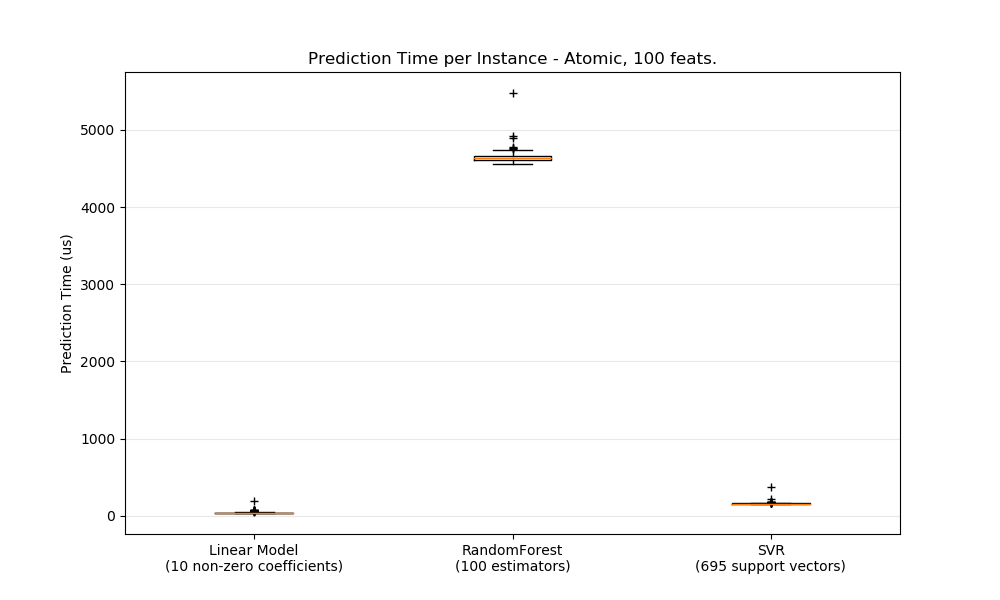 Prediction Time per Instance - Atomic, 100 feats.
Prediction Time (us)
5000
4000
3000
2000
1000
0
Linear Model
(10 non-zero coefficients)
RandomForest
(100 estimators)
SVR
(695 support vectors)